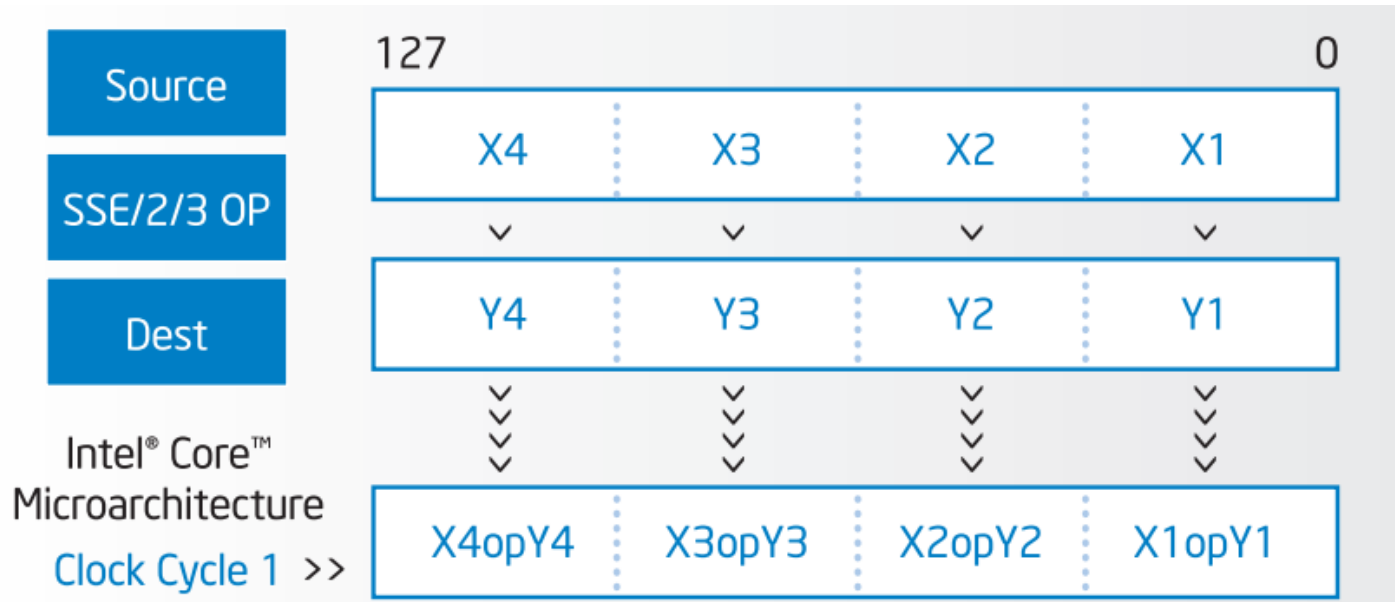 Source
SSE/2/3 OP
Dest
Intel® Core™
Microarchitecture
Clock Cycle 1 >>
127 0
X4 X3 X2 X1
Y4 Y3 Y2 Y1
X4opY4 X3opY3 X2opY2 X1opY1